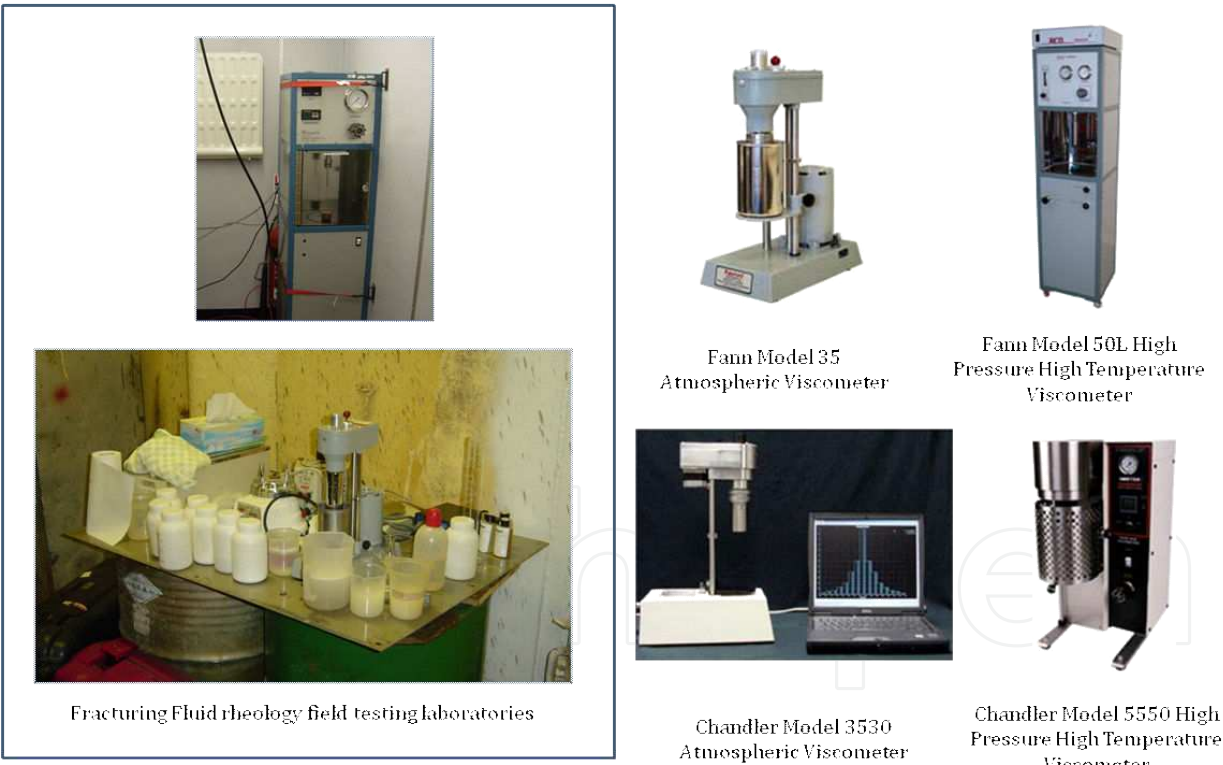 Fann Model 35
Atmospheric Viscometer
Fann Model 50L High
Pressure High Temperature
Viscometer
Fracturing Fluid rheology field testing laboratories
Chandler Model 3530
Atmospheric Viscometer
Chandler Model 5550 High
Pressure High Temperature
Viscometer